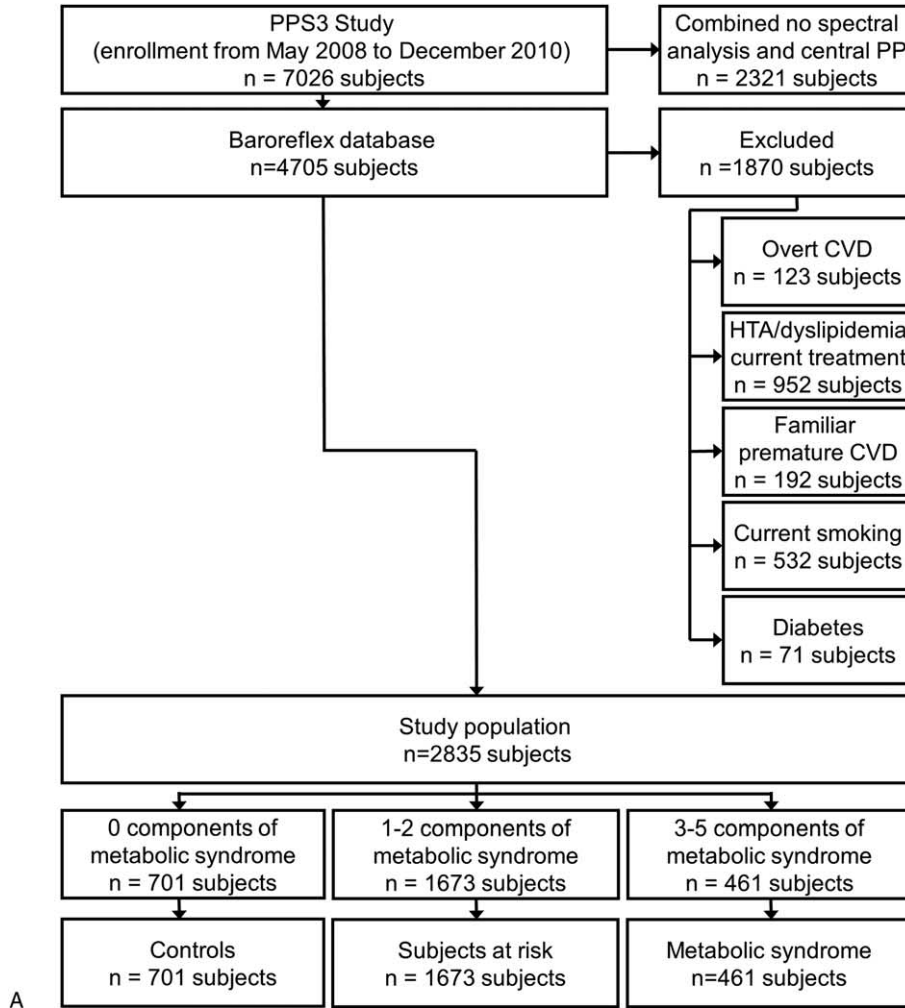 PPS3 Study
(enrollment from May 2008 to December 2010)
n = 7026 subjects
Combined no spectral
analysis and central PP
n = 2321 subjects
Baroreflex database
n=4705 subjects
Excluded
n =1870 subjects
Overt CVD
n = 123 subjects
HTA/dyslipidemia
current treatment
n = 952 subjects
Familiar
premature CVD
n = 192 subjects
Current smoking
n = 532 subjects
Diabetes
n = 71 subjects
Study population
n=2835 subjects
0 components of
metabolic syndrome
n = 701 subjects
1-2 components of
metabolic syndrome
n = 1673 subjects
3-5 components of
metabolic syndrome
n = 461 subjects
Controls
n = 701 subjects
Subjects at risk
n = 1673 subjects
Metabolic syndrome
n=461 subjects
A